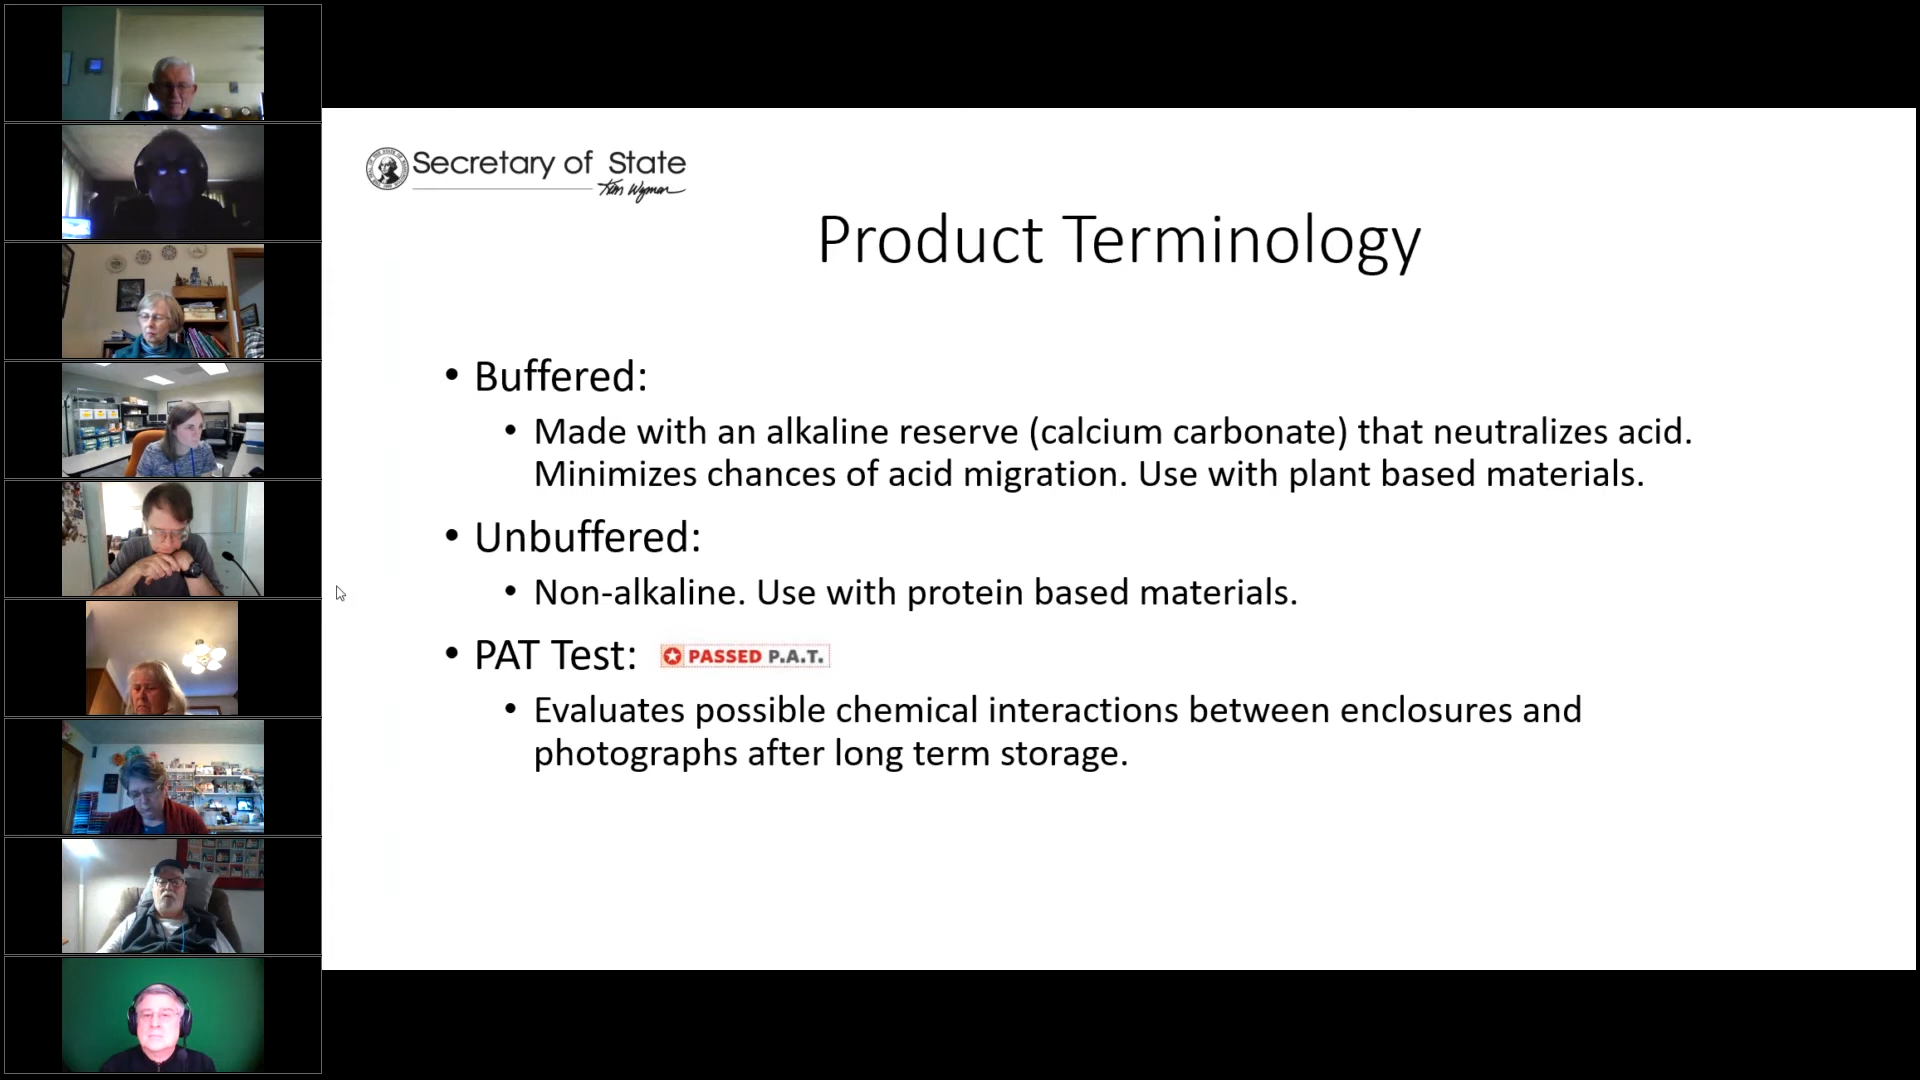 Secretary of State
Kim Wyman
Product Terminology
• Buffered:
• Made with an alkaline reserve (calcium carbonate) that neutralizes acid.
Minimizes chances of acid migration. Use with plant based materials.
• Unbuffered:
• Non-alkaline. Use with protein based materials.
• PAT Test: PASSED P.A.T.
• Evaluates possible chemical interactions between enclosures and
photographs after long term storage.